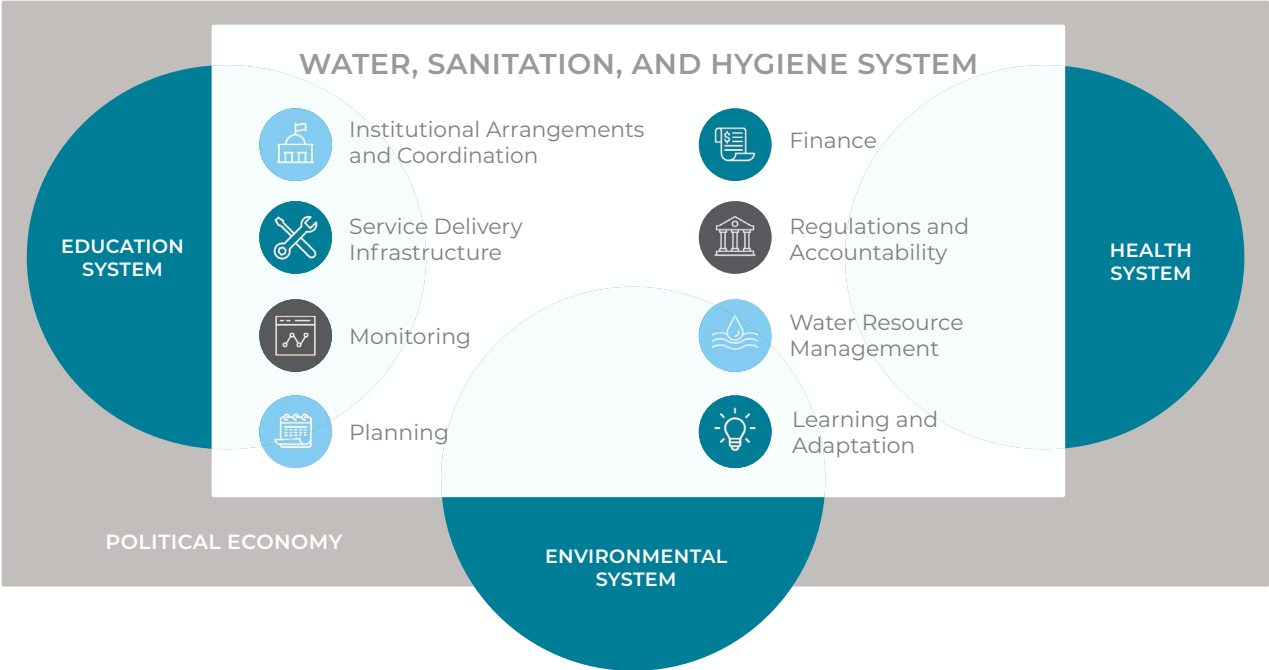 WATER, SANITATION, AND HYGIENE SYSTEM
Institutional Arrangements
and Coordination
Service Delivery
Infrastructure
Monitoring
Planning
$
Finance
Regulations and
Accountability
Water Resource
Management
Learning and
Adaptation
EDUCATION
SYSTEM
HEALTH
SYSTEM
POLITICAL ECONOMY
ENVIRONMENTAL
SYSTEM